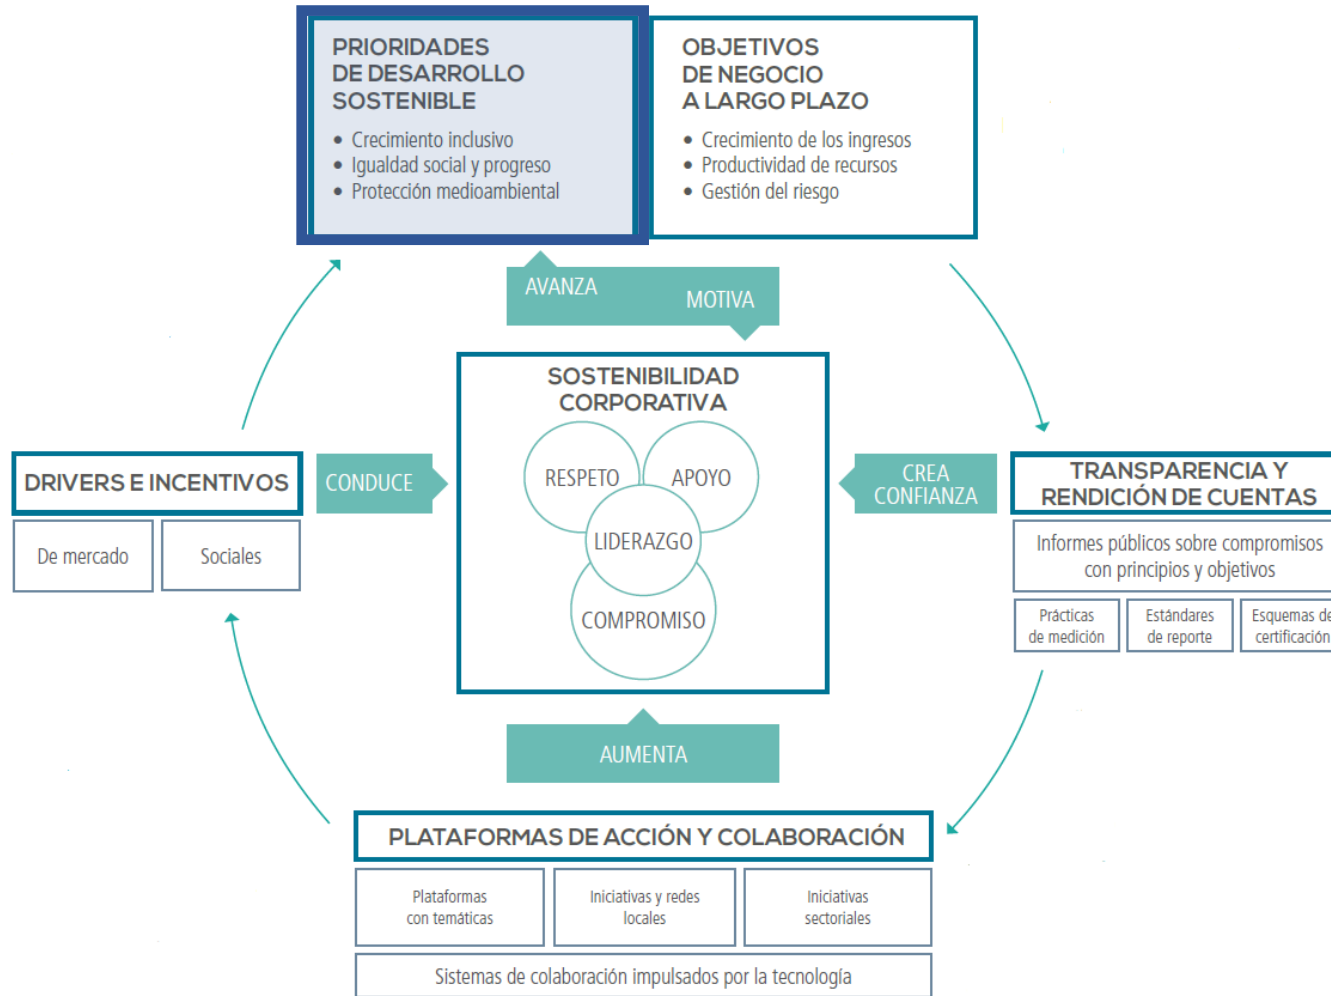 PRIORIDADES
DE DESARROLLO
SOSTENIBLE
• Crecimiento inclusivo
• Igualdad social y progreso
• Protección medioambiental
OBJETIVOS
DE NEGOCIO
A LARGO PLAZO
• Crecimiento de los ingresos
• Productividad de recursos
• Gestión del riesgo
AVANZA
MOTIVA
SOSTENIBILIDAD
CORPORATIVA
RESPETO
APOYO
LIDERAZGO
COMPROMISO
DRIVERS E INCENTIVOS
De mercado
Sociales
CONDUCE
CREA
CONFIANZA
TRANSPARENCIA Y
RENDICIÓN DE CUENTAS
Informes públicos sobre compromisos
con principios y objetivos
Prácticas
de medición
Estándares
de reporte
Esquemas de
certificación
AUMENTA
PLATAFORMAS DE ACCIÓN Y COLABORACIÓN
Plataformas
con temáticas
Iniciativas y redes
locales
Iniciativas
sectoriales
Sistemas de colaboración impulsados por la tecnología